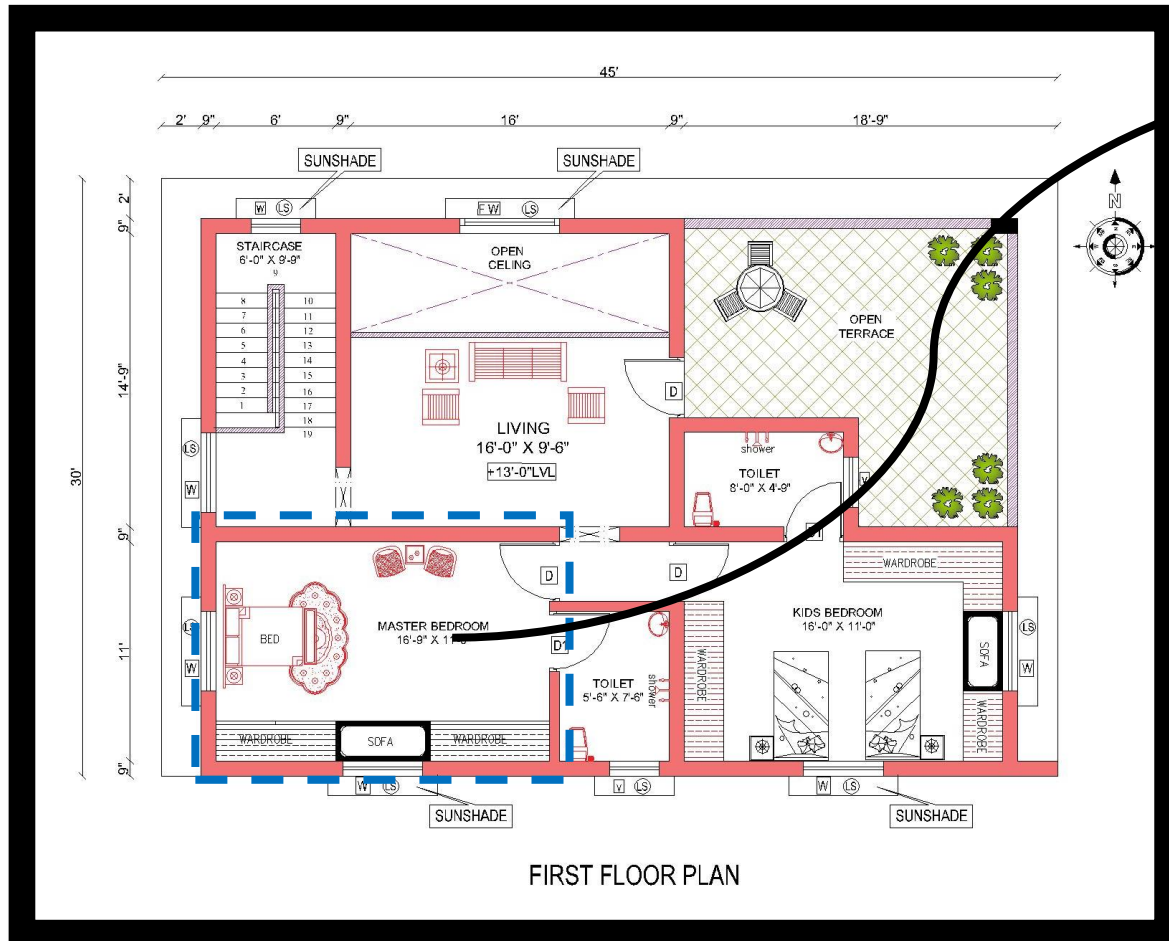 45'
2' 9" 6' 9" 16' 9" 18'-9"
SUNSHADE
SUNSHADE
W LS
F W LS
N
2'
9"
14'-9"
9"
11'
9"
30'
STAIRCASE
6'-0" X 9'-9"
9
8 10
7 11
6 12
5 13
4 14
3 15
2 16
1 17
18
19
OPEN
CELING
OPEN
TERRACE
D
LIVING
16'-0" X 9'-6"
+13'-0"LVL
shower
TOILET
8'-0" X 4'-9"
LS
W
D
D
WARDROBE
MASTER BEDROOM
BED
LS
W
KIDS BEDROOM
16'-0" X 11'-0"
D1
TOILET
5'-6" X 7'-6"
shower
WARDROBE
SOFA
LS
W
WARDROBE
WARDROBE
SOFA
WARDROBE
W LS
V LS
W LS
SUNSHADE
SUNSHADE
FIRST FLOOR PLAN